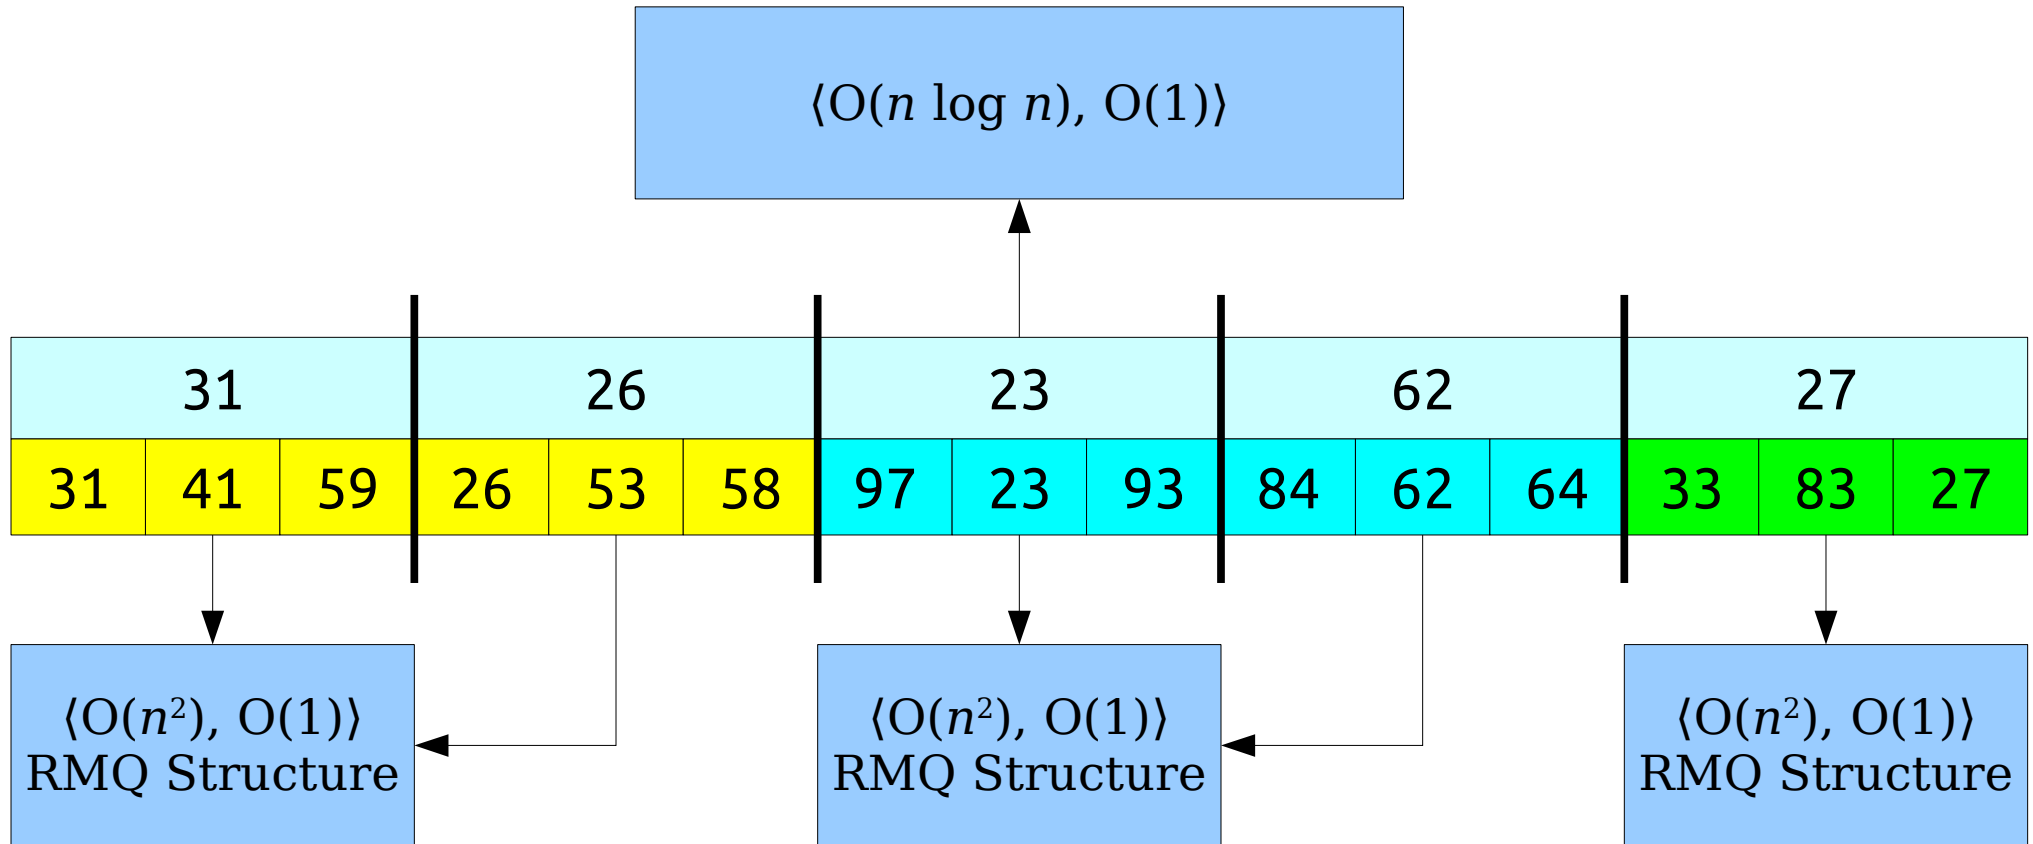 ⟨O(n log n), O(1)⟩
31 26 23 62 27
31 41 59 26 53 58 97 23 93 84 62 64 33 83 27
⟨O(n²), O(1)⟩
RMQ Structure
⟨O(n²), O(1)⟩
RMQ Structure
⟨O(n²), O(1)⟩
RMQ Structure